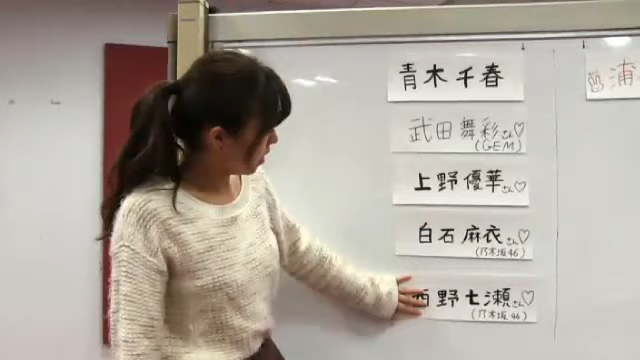 青木千春
武田舞彩さん♡
(GEM)
上野優華さん♡
白石麻衣さん♡
(乃木坂46)
西野七瀬さん♡
(乃木坂46)
浦